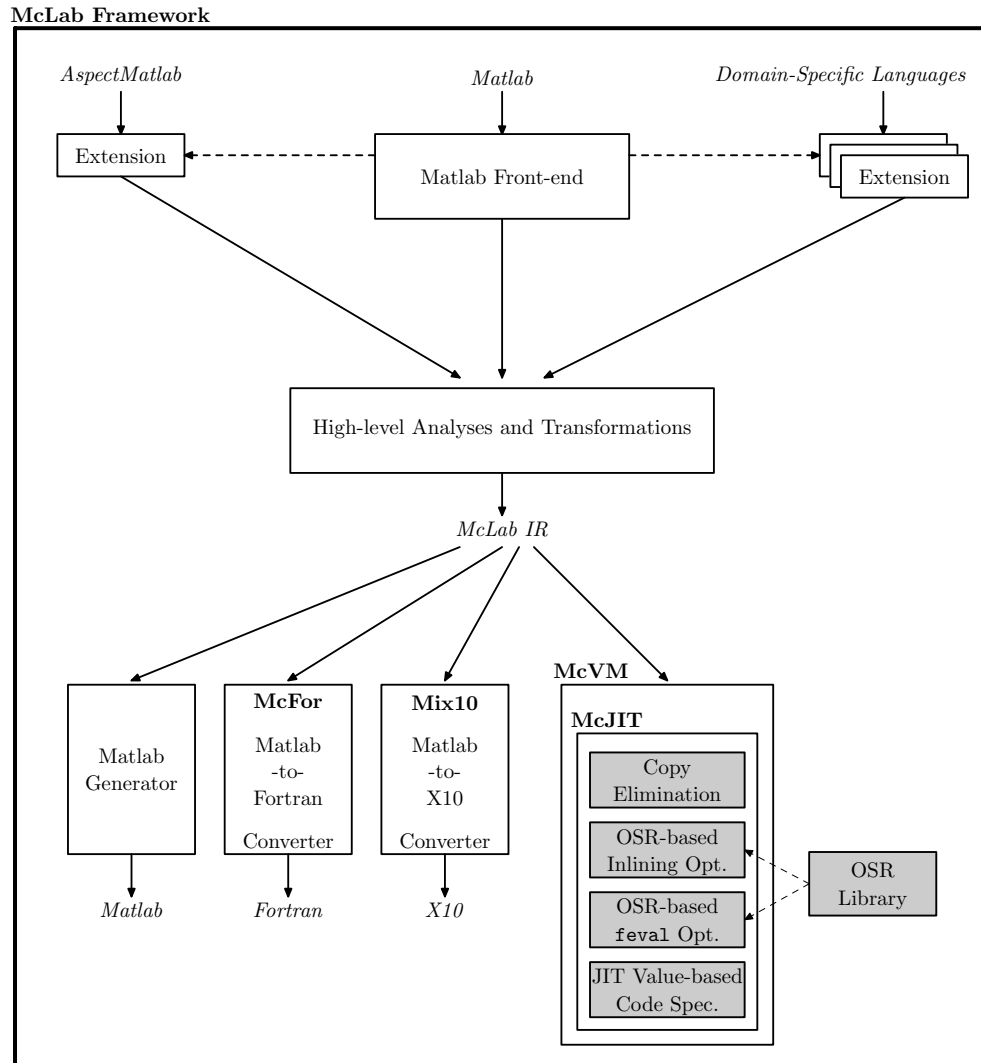 McLab Framework
AspectMatlab
Matlab
Domain-Specific Languages
Extension
Matlab Front-end
Extension
High-level Analyses and Transformations
McLab IR
Matlab
Generator
Matlab
McFor
Matlab
-to-
Fortran
Converter
Fortran
Mix10
Matlab
-to-
X10
Converter
X10
McVM
McJIT
Copy
Elimination
OSR-based
Inlining Opt.
OSR-based
feval Opt.
JIT Value-based
Code Spec.
OSR
Library